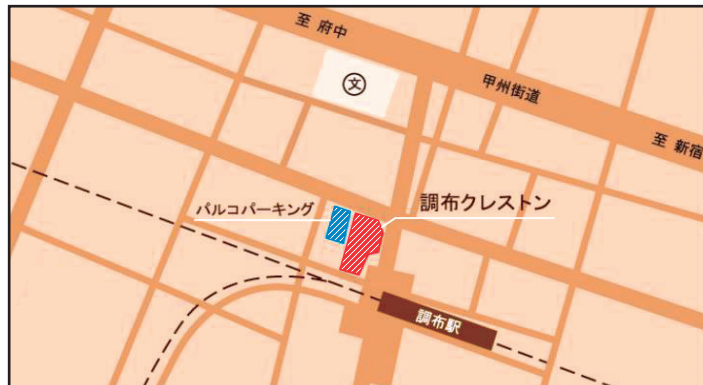 至 府中
文
甲州街道
至 新宿
パルコパーキング
調布クレストン
調布駅